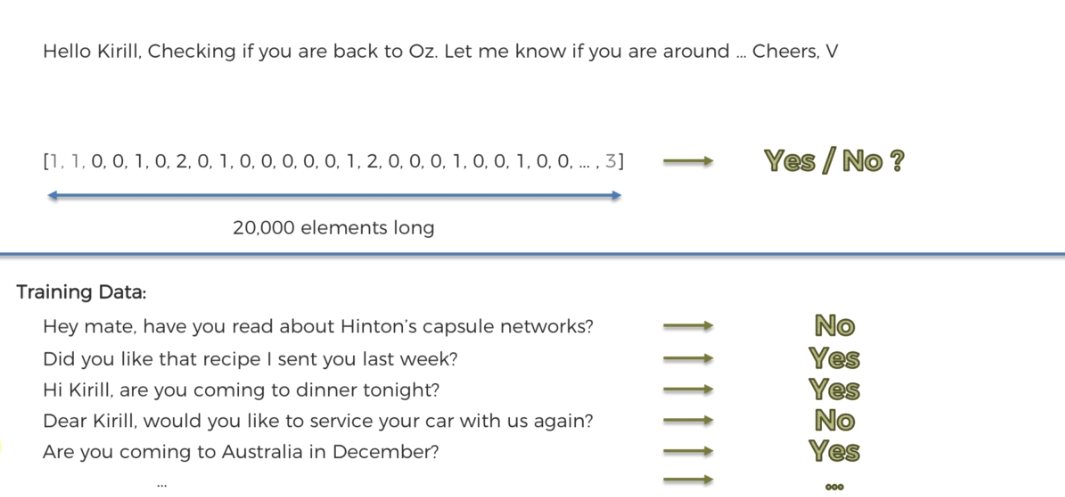 Hello Kirill, Checking if you are back to Oz. Let me know if you are around ... Cheers, V
[1, 1, 0, 0, 1, 0, 2, 0, 1, 0, 0, 0, 0, 0, 1, 2, 0, 0, 0, 1, 0, 0, 1, 0, 0, ... , 3] Yes / No ?
20,000 elements long
Training Data:
Hey mate, have you read about Hinton's capsule networks? No
Did you like that recipe I sent you last week? Yes
Hi Kirill, are you coming to dinner tonight? Yes
Dear Kirill, would you like to service your car with us again? No
Are you coming to Australia in December? Yes
... ...